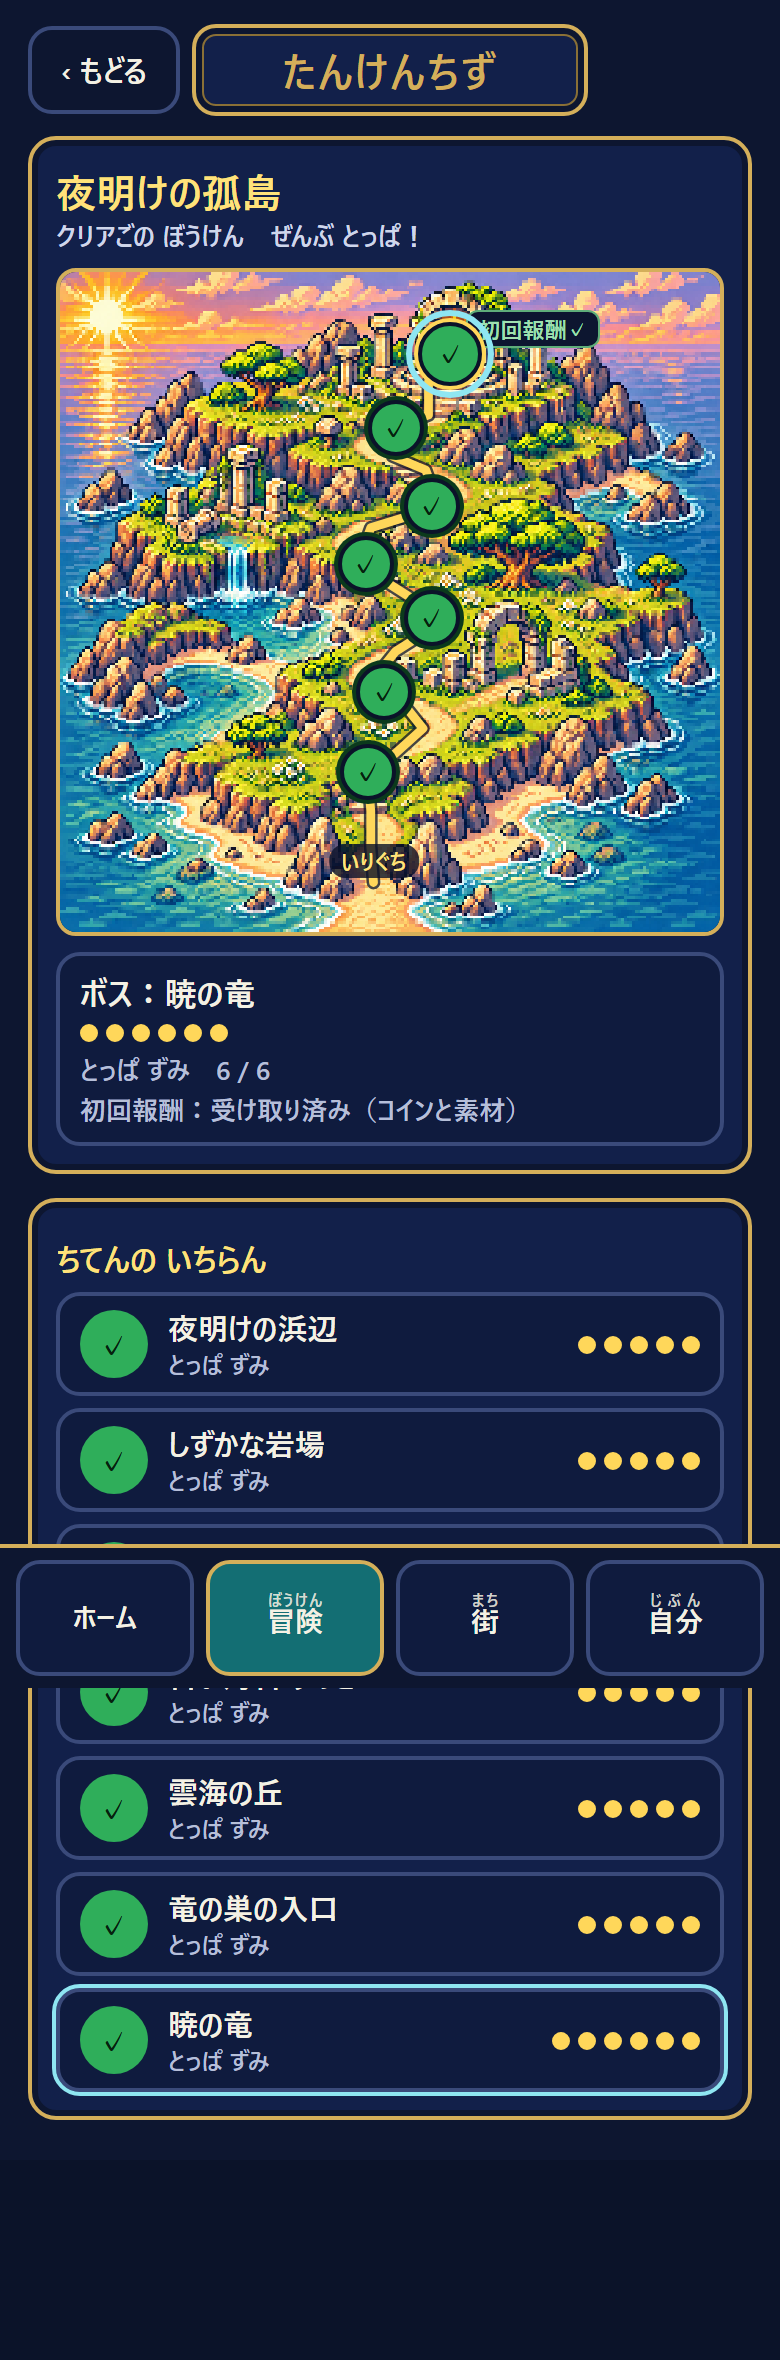 ‹ もどる
たんけんちず
夜明けの孤島
クリアごの ぼうけん　ぜんぶ とっぱ！
初回報酬✓
いりぐち
ボス：暁の竜
とっぱ ずみ　6 / 6
初回報酬：受け取り済み（コインと素材）
ちてんの いちらん
夜明けの浜辺
とっぱ ずみ
しずかな岩場
とっぱ ずみ
ホーム
ぼうけん
冒険
まち
街
じぶん
自分
とっぱ ずみ
雲海の丘
とっぱ ずみ
竜の巣の入口
とっぱ ずみ
暁の竜
とっぱ ずみ